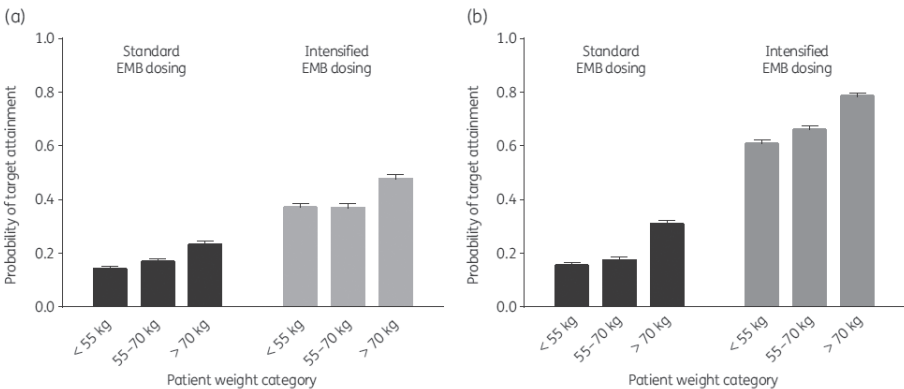 (a)
1.0
0.8
0.6
0.4
0.2
0.0
Probability of target attainment
Standard
EMB dosing
Intensified
EMB dosing
< 55 kg
55–70 kg
> 70 kg
< 55 kg
55–70 kg
> 70 kg
Patient weight category
(b)
1.0
0.8
0.6
0.4
0.2
0.0
Probability of target attainment
Standard
EMB dosing
Intensified
EMB dosing
< 55 kg
55–70 kg
> 70 kg
< 55 kg
55–70 kg
> 70 kg
Patient weight category